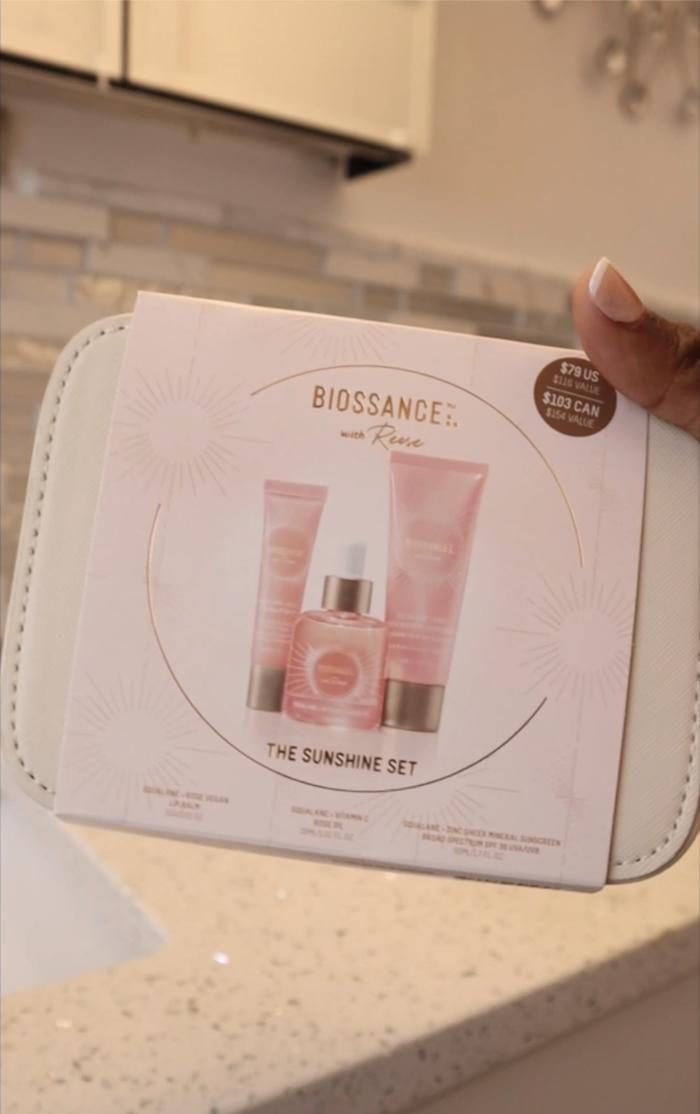 $79 US
$116 VALUE
$103 CAN
$154 VALUE
BIOSSANCE™
with Reese
THE SUNSHINE SET
SQUALANE + ROSE VEGAN
LIP BALM
SQUALANE + VITAMIN C
ROSE OIL
SQUALANE + ZINC SHEER MINERAL SUNSCREEN
BROAD SPECTRUM SPF 30 UVA/UVB